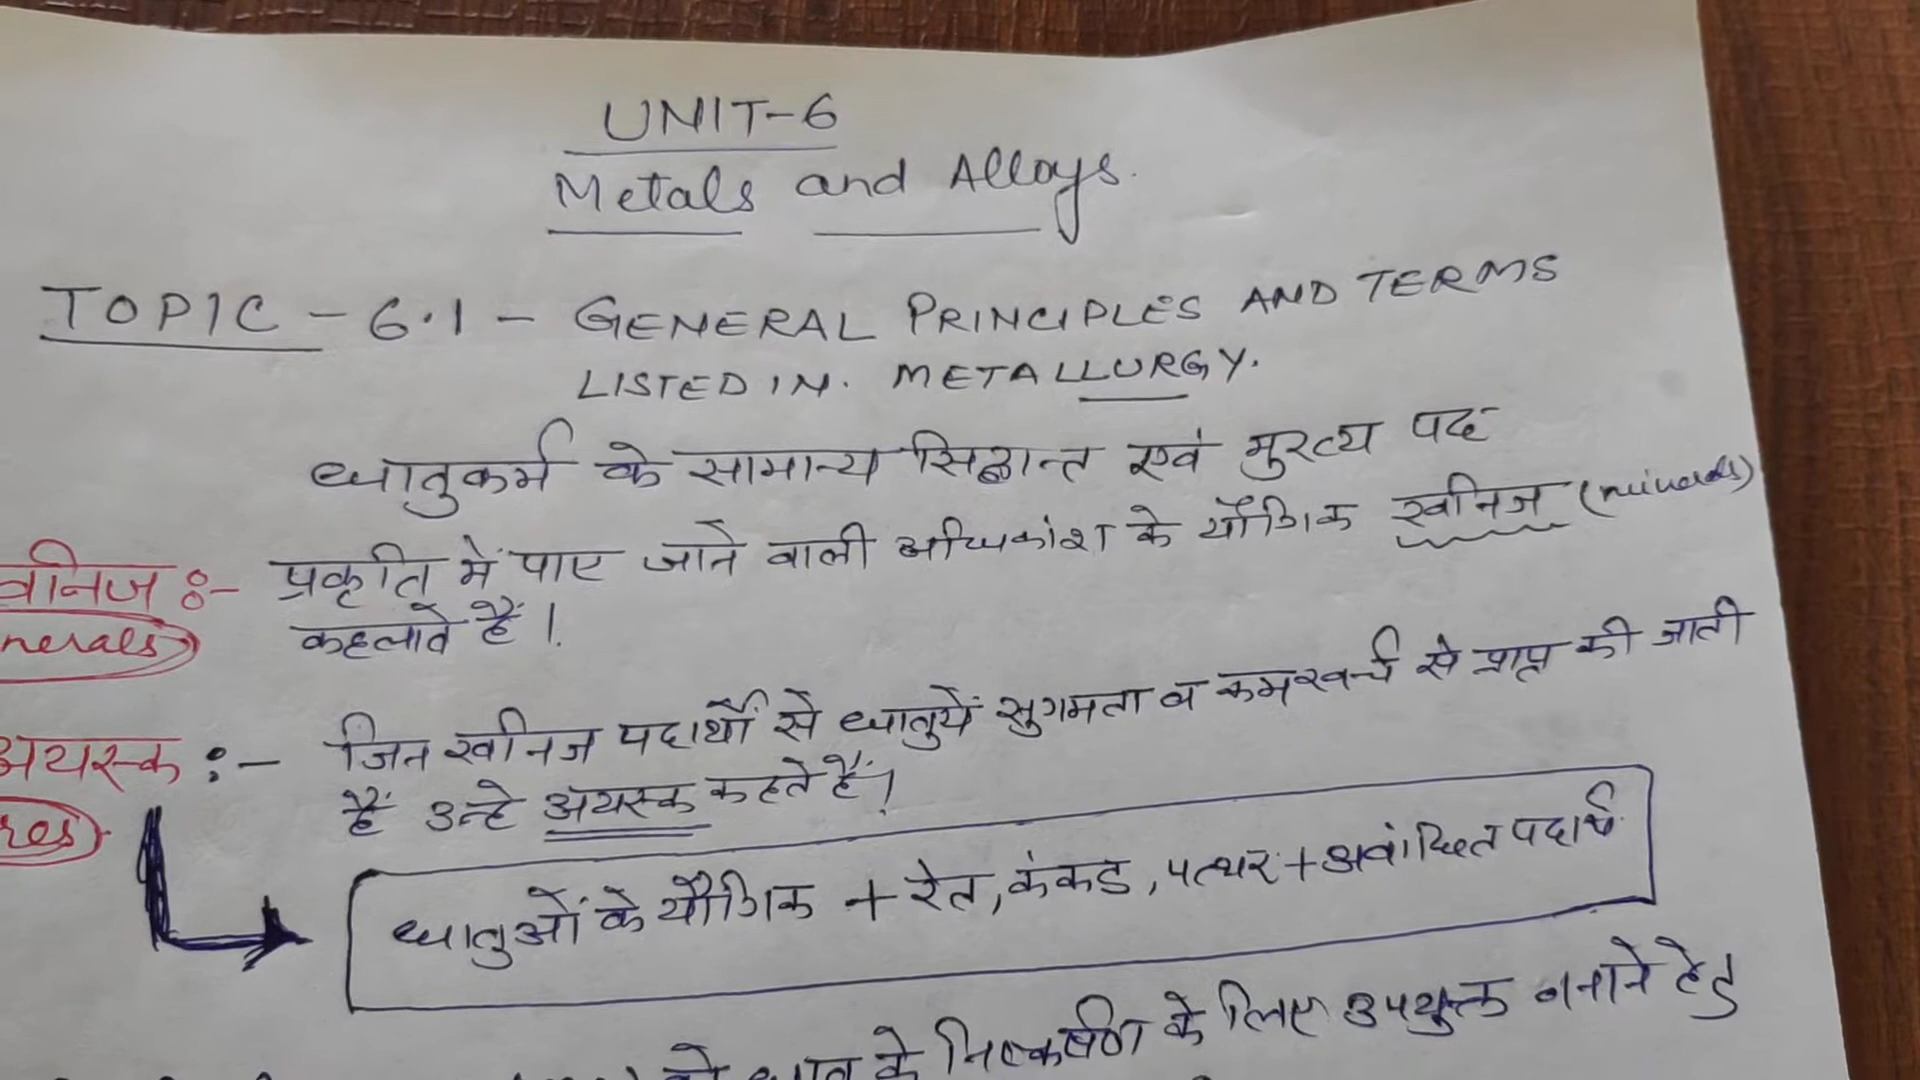 UNIT-6
Metals and Alloys.
TOPIC - 6.1 - GENERAL PRINCIPLES AND TERMS
LISTED IN. METALLURGY.
धातुकर्म के सामान्य सिद्धान्त एवं मुख्य पद
खनिज :- प्रकृति में पाए जाने वाली अधिकांश के यौगिक खनिज (minerals)
nerals कहलाते हैं।
अयस्क :- जिन खनिज पदार्थों से धातुयें सुगमता व कम खर्च से प्राप्त की जाती
res हैं उन्हे अयस्क कहते हैं।
धातुओं के यौगिक + रेत, कंकड, पत्थर + अवांछित पदार्थ
को धातु के निष्कर्षण के लिए उपयुक्त बनाने हेतु